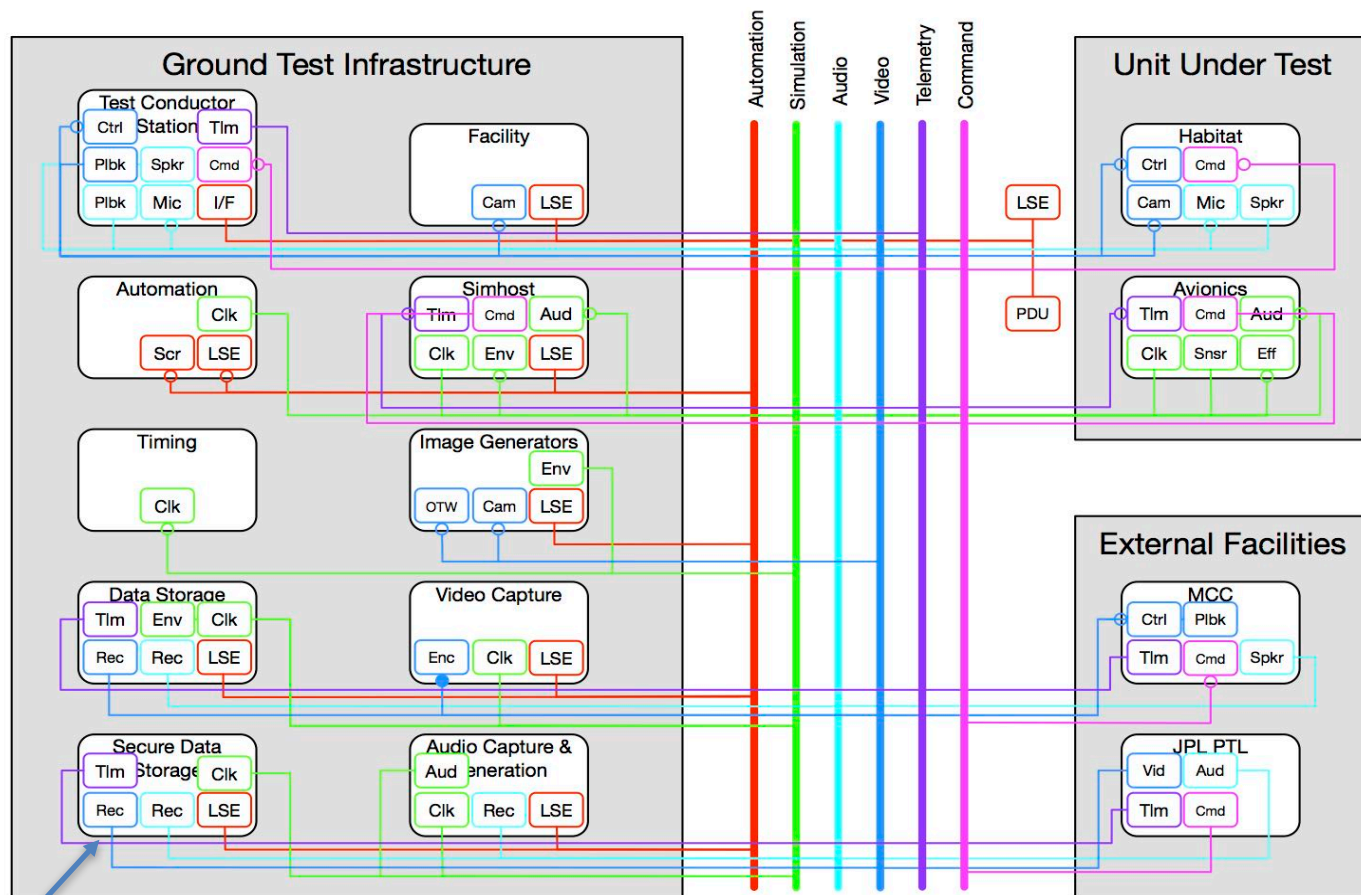 Automation
Simulation
Audio
Video
Telemetry
Command
Ground Test Infrastructure
Test Conductor
Station
Ctrl
Tlm
Plbk
Spkr
Cmd
Plbk
Mic
I/F
Facility
Cam
LSE
Automation
Clk
Scr
LSE
Simhost
Tlm
Cmd
Aud
Clk
Env
LSE
Timing
Clk
Image Generators
Env
OTW
Cam
LSE
Data Storage
Tlm
Env
Clk
Rec
Rec
LSE
Video Capture
Enc
Clk
LSE
Secure Data
Storage
Tlm
Clk
Rec
Rec
LSE
Audio Capture &
eneration
Aud
Clk
Rec
LSE
LSE
PDU
Unit Under Test
Habitat
Ctrl
Cmd
Cam
Mic
Spkr
Avionics
Tlm
Cmd
Aud
Clk
Snsr
Eff
External Facilities
MCC
Ctrl
Plbk
Tlm
Cmd
Spkr
JPL PTL
Vid
Aud
Tlm
Cmd